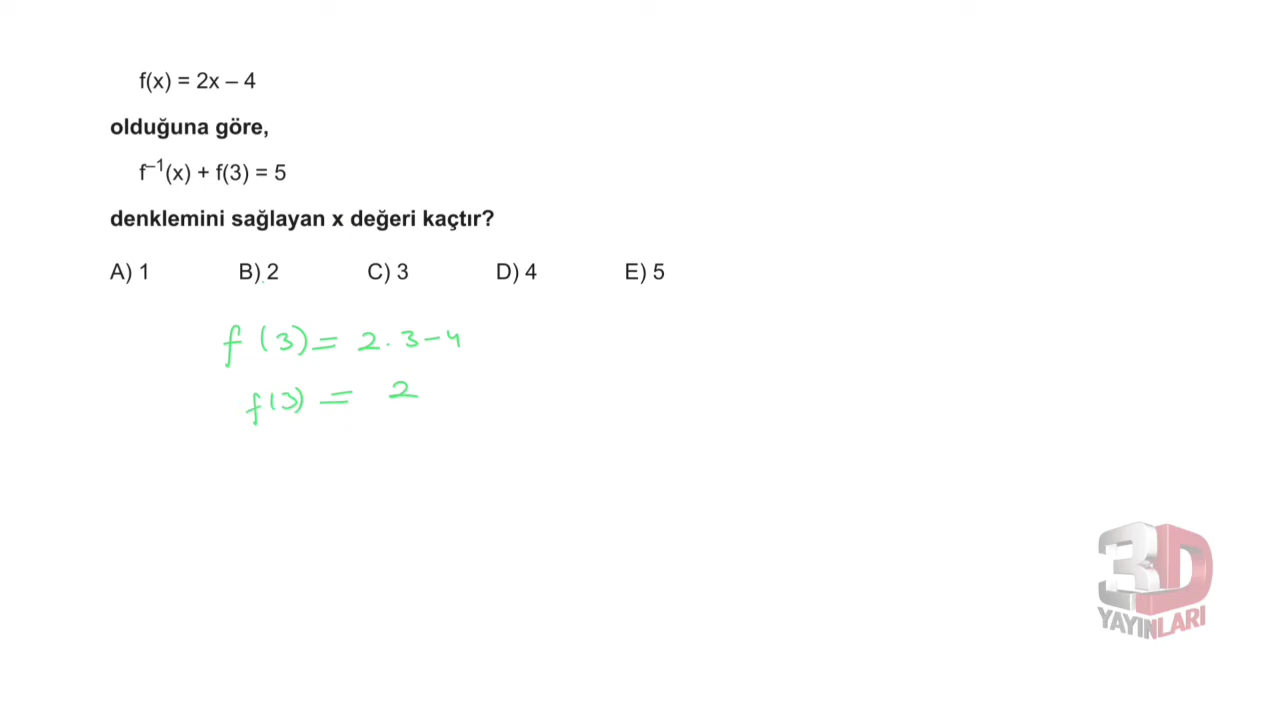 f(x) = 2x – 4
olduğuna göre,
f⁻¹(x) + f(3) = 5
denklemini sağlayan x değeri kaçtır?
A) 1 B) 2 C) 3 D) 4 E) 5
f(3) = 2.3-4
f(3) = 2
3D
YAYINLARI